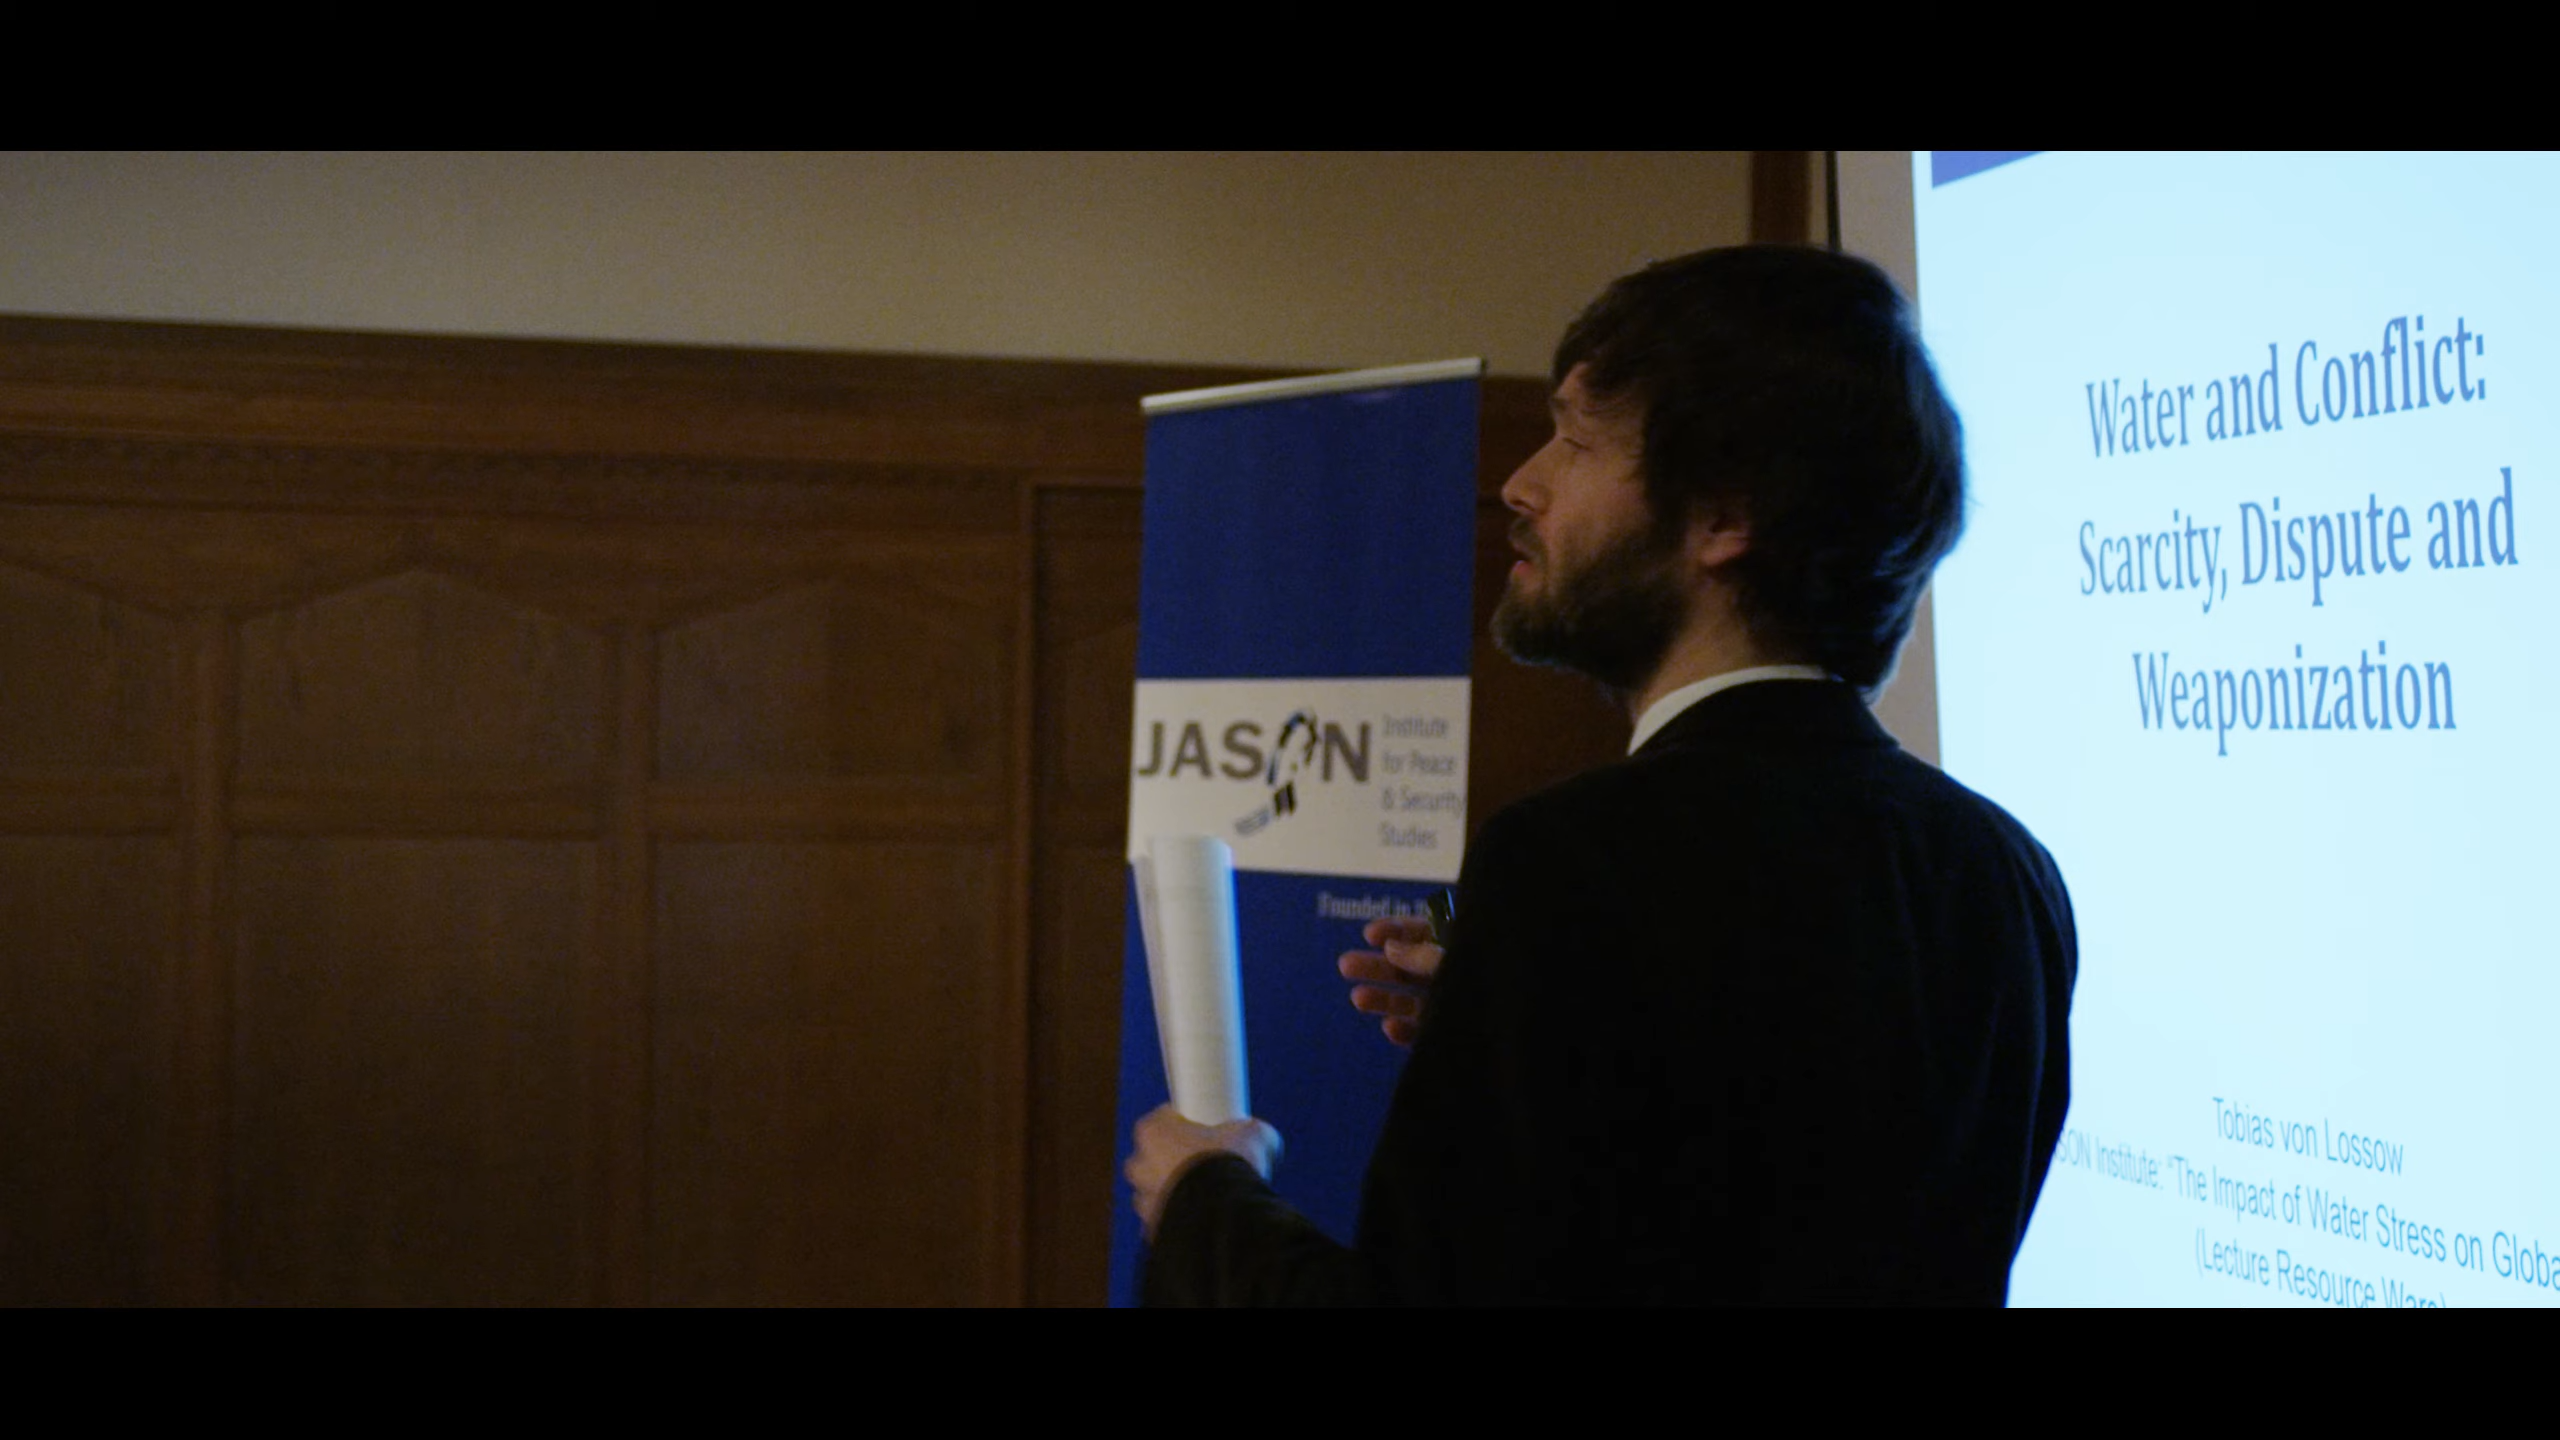 JASON
Institute
for Peace
& Security
Studies
Founded in
Water and Conflict:
Scarcity, Dispute and
Weaponization
Tobias von Lossow
SON Institute: "The Impact of Water Stress on Globa
(Lecture Resource Wars)